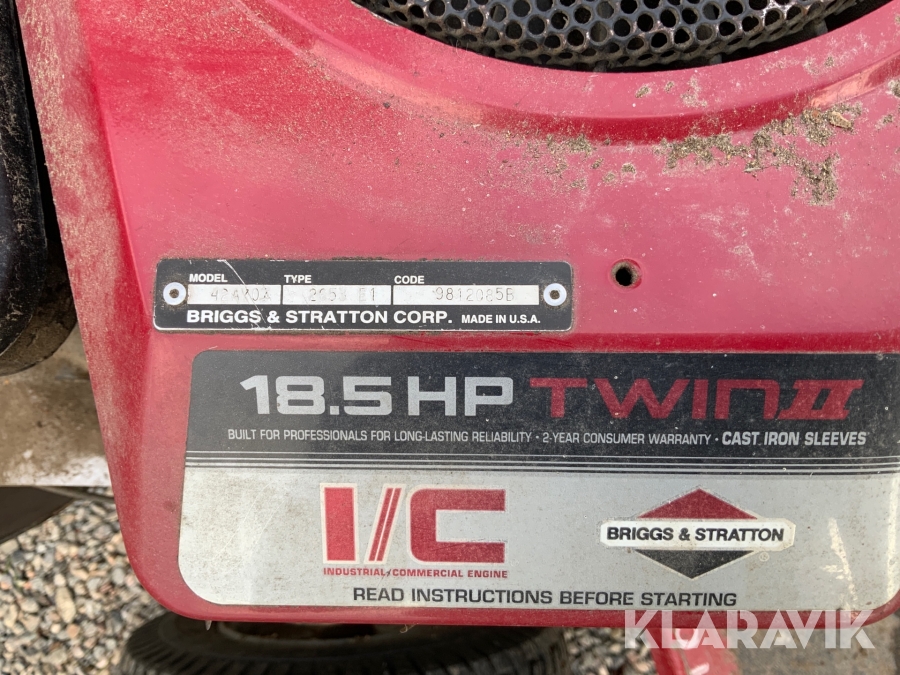 MODEL TYPE CODE
BRIGGS & STRATTON CORP. MADE IN U.S.A.
18.5 HP TWIN II
BUILT FOR PROFESSIONALS FOR LONG-LASTING RELIABILITY · 2-YEAR CONSUMER WARRANTY · CAST IRON SLEEVES
I/C
INDUSTRIAL/COMMERCIAL ENGINE
BRIGGS & STRATTON
READ INSTRUCTIONS BEFORE STARTING
KLARAVIK